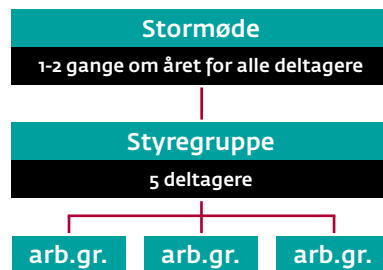 Stormøde
1-2 gange om året for alle deltagere
Styregruppe
5 deltagere
arb.gr. arb.gr. arb.gr.